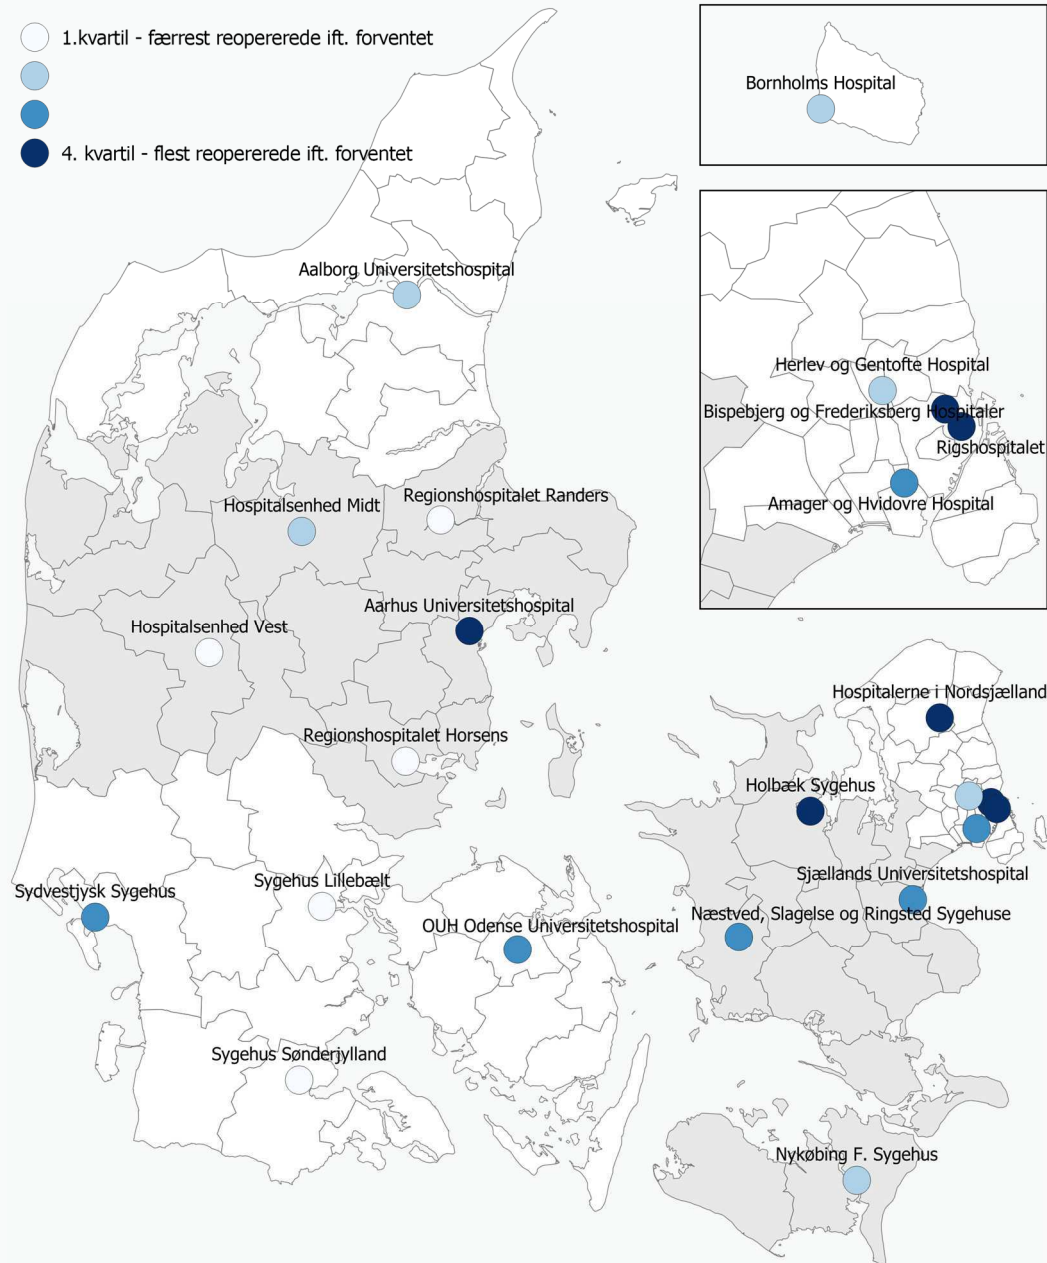 1.kvartil - færrest reopererede ift. forventet
4. kvartil - flest reopererede ift. forventet
Bornholms Hospital
Aalborg Universitetshospital
Herlev og Gentofte Hospital
Bispebjerg og Frederiksberg Hospitaler
Rigshospitalet
Amager og Hvidovre Hospital
Regionshospitalet Randers
Hospitalsenhed Midt
Aarhus Universitetshospital
Hospitalsenhed Vest
Regionshospitalet Horsens
Hospitalerne i Nordsjælland
Holbæk Sygehus
Sygehus Lillebælt
Sydvestjysk Sygehus
Sjællands Universitetshospital
Næstved, Slagelse og Ringsted Sygehuse
OUH Odense Universitetshospital
Sygehus Sønderjylland
Nykøbing F. Sygehus